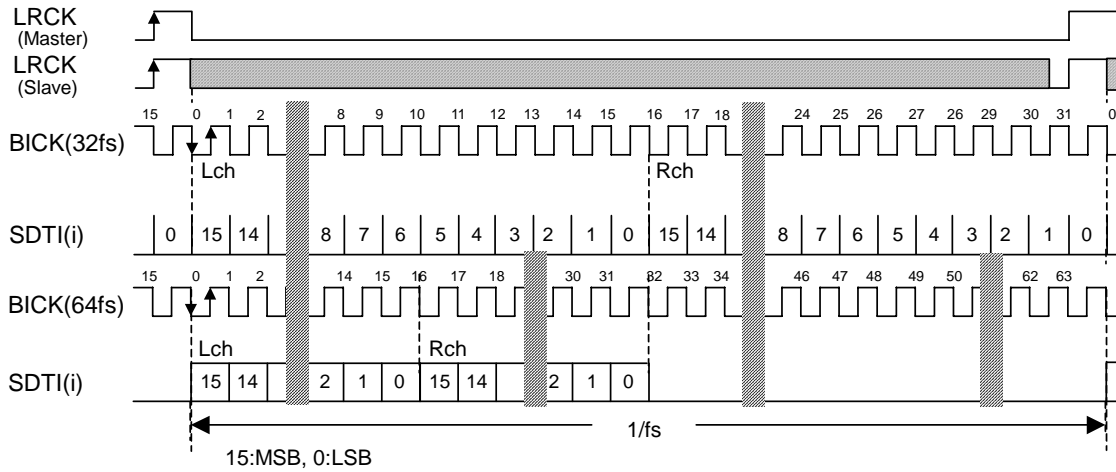 LRCK
(Master)
LRCK
(Slave)
15 0 1 2 8 9 10 11 12 13 14 15 16 17 18 24 25 26 27 26 29 30 31 0
BICK(32fs)
Lch Rch
SDTI(i) 0 15 14 8 7 6 5 4 3 2 1 0 15 14 8 7 6 5 4 3 2 1 0
15 0 1 2 14 15 16 17 18 30 31 32 33 34 46 47 48 49 50 62 63
BICK(64fs)
Lch Rch
SDTI(i) 15 14 2 1 0 15 14 2 1 0
1/fs
15:MSB, 0:LSB